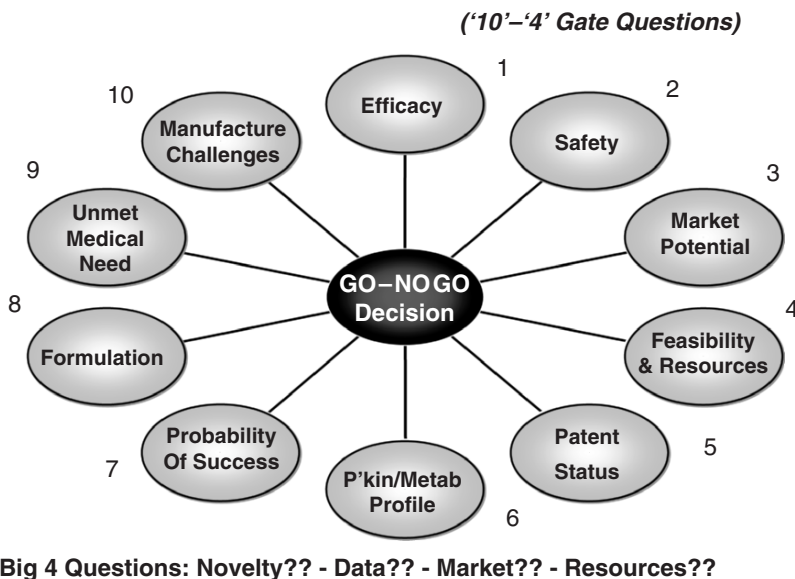 ('10'–'4' Gate Questions)
1
Efficacy
2
Safety
3
Market
Potential
4
Feasibility
& Resources
5
Patent
Status
6
P'kin/Metab
Profile
7
Probability
Of Success
8
Formulation
9
Unmet
Medical
Need
10
Manufacture
Challenges
GO–NOGO
Decision
Big 4 Questions: Novelty?? - Data?? - Market?? - Resources??